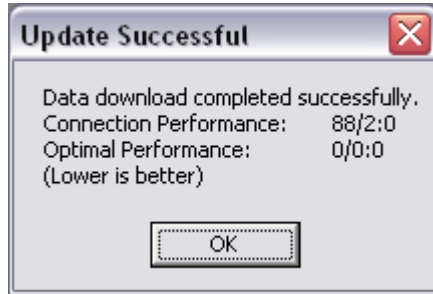 Update Successful
Data download completed successfully.
Connection Performance: 88/2:0
Optimal Performance: 0/0:0
(Lower is better)
OK